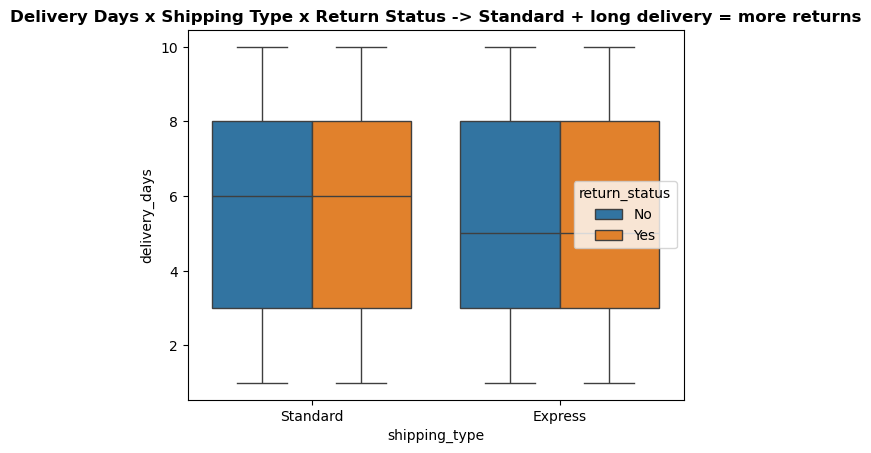 Delivery Days x Shipping Type x Return Status -> Standard + long delivery = more returns
10
8
6
4
2
delivery_days
return_status
No
Yes
Standard
Express
shipping_type